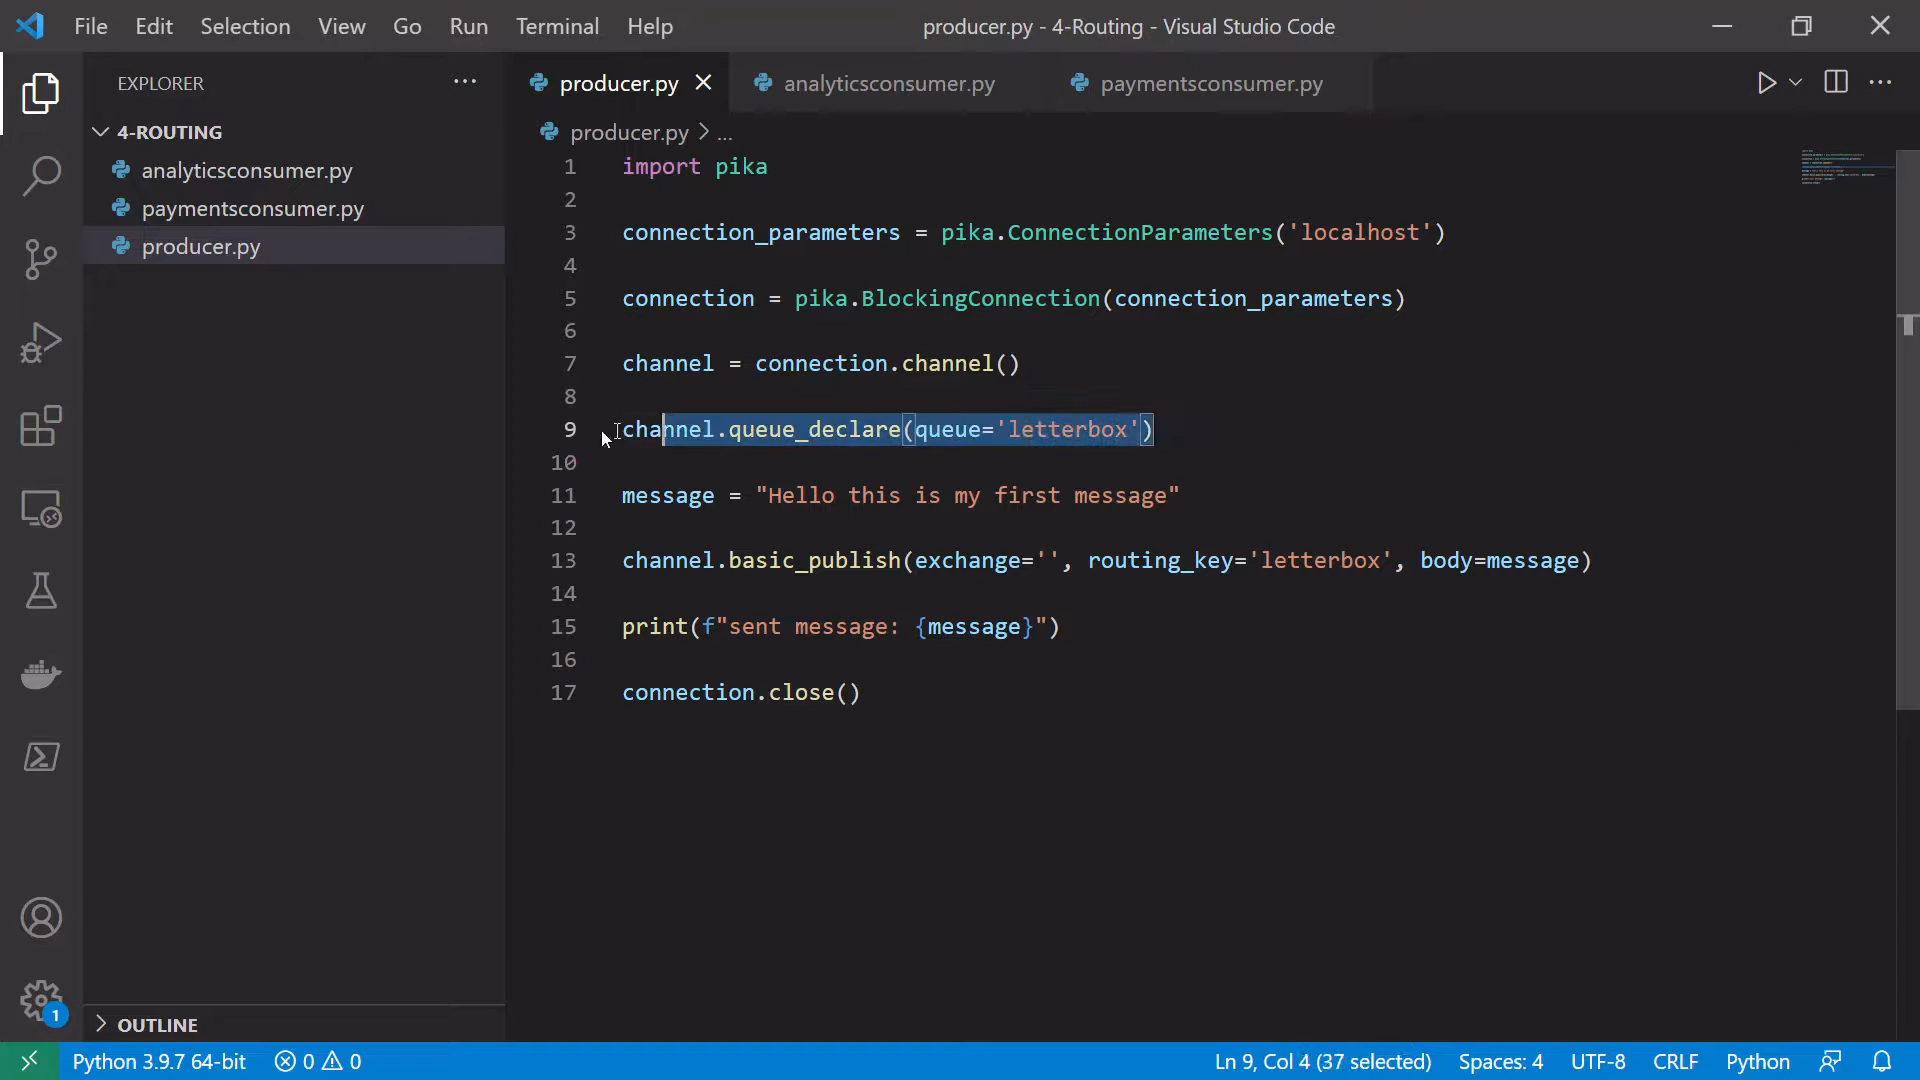 File Edit Selection View Go Run Terminal Help
producer.py - 4-Routing - Visual Studio Code
EXPLORER
4-ROUTING
analyticsconsumer.py
paymentsconsumer.py
producer.py
OUTLINE
producer.py
analyticsconsumer.py
paymentsconsumer.py
producer.py > ...
1 import pika
2
3 connection_parameters = pika.ConnectionParameters('localhost')
4
5 connection = pika.BlockingConnection(connection_parameters)
6
7 channel = connection.channel()
8
9 channel.queue_declare(queue='letterbox')
10
11 message = "Hello this is my first message"
12
13 channel.basic_publish(exchange='', routing_key='letterbox', body=message)
14
15 print(f"sent message: {message}")
16
17 connection.close()
1
Python 3.9.7 64-bit 0 0
Ln 9, Col 4 (37 selected) Spaces: 4 UTF-8 CRLF Python